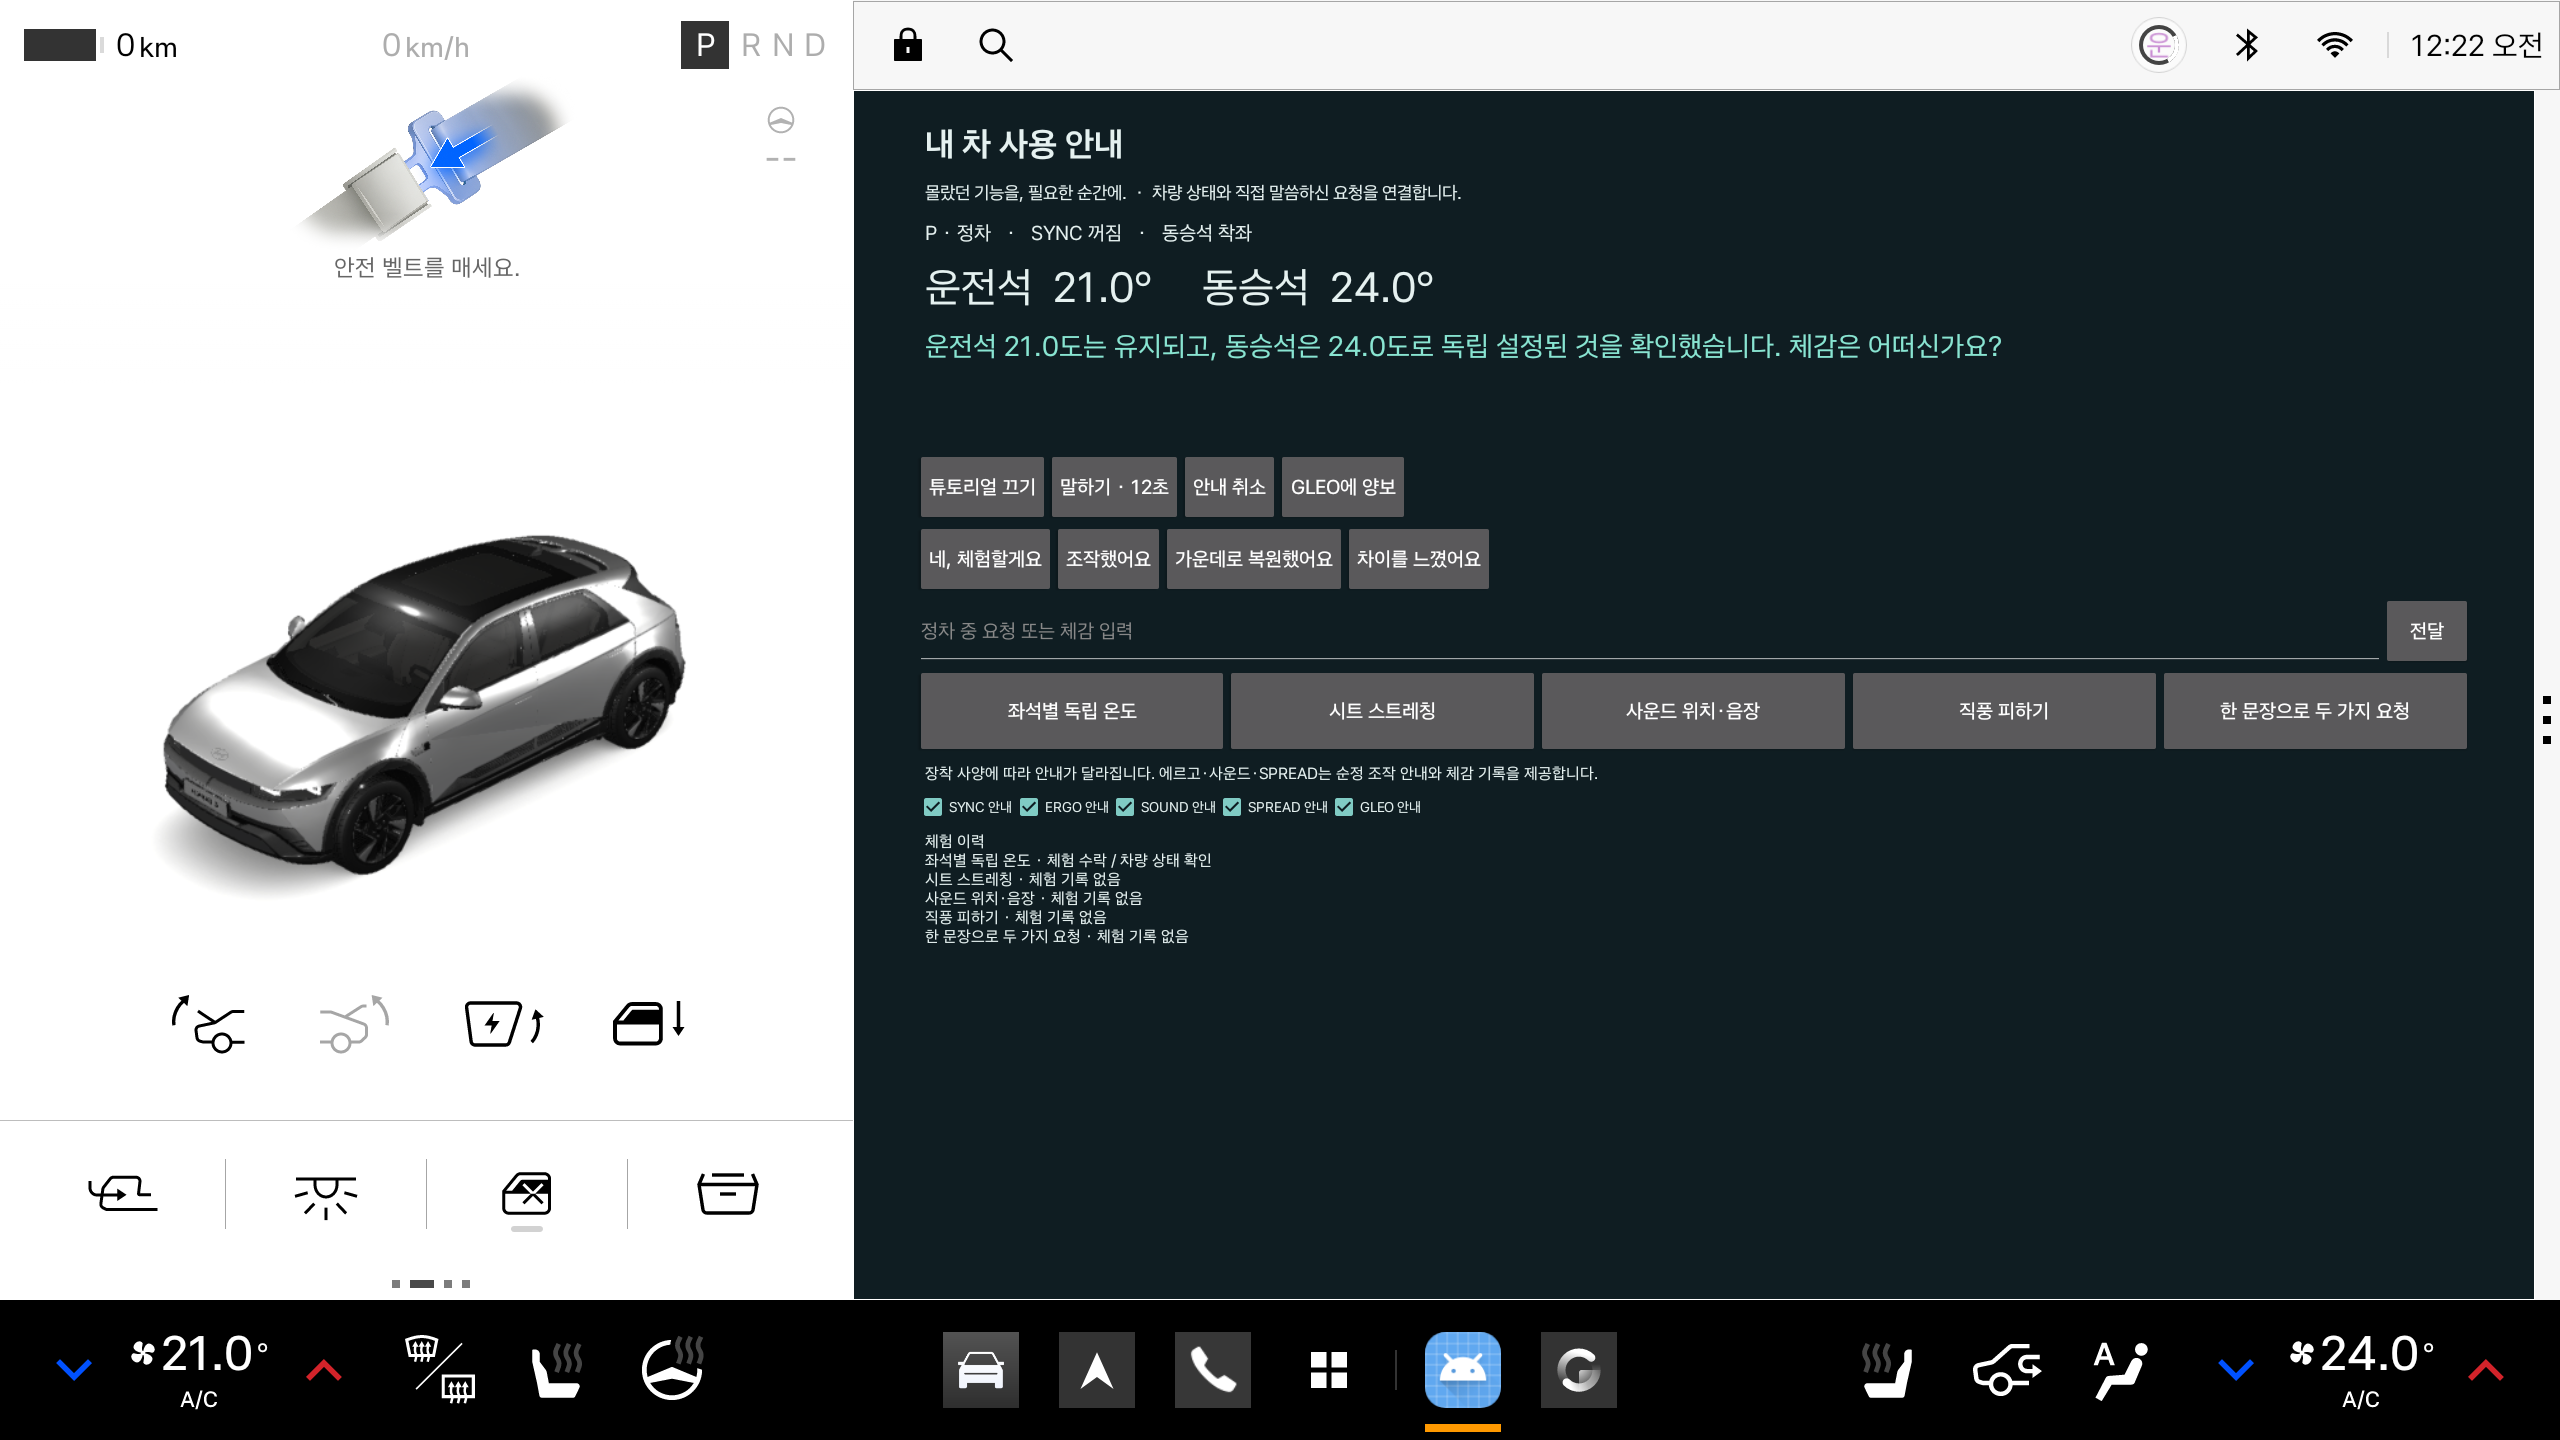 0 km
0 km/h
P R N D
안전 벨트를 매세요.
운
12:22 오전
내 차 사용 안내
몰랐던 기능을, 필요한 순간에. · 차량 상태와 직접 말씀하신 요청을 연결합니다.
P · 정차 · SYNC 꺼짐 · 동승석 착좌
운전석 21.0° 동승석 24.0°
운전석 21.0도는 유지되고, 동승석은 24.0도로 독립 설정된 것을 확인했습니다. 체감은 어떠신가요?
튜토리얼 끄기 말하기 · 12초 안내 취소 GLEO에 양보
네, 체험할게요 조작했어요 가운데로 복원했어요 차이를 느꼈어요
정차 중 요청 또는 체감 입력 전달
좌석별 독립 온도 시트 스트레칭 사운드 위치·음장 직풍 피하기 한 문장으로 두 가지 요청
장착 사양에 따라 안내가 달라집니다. 에르고·사운드·SPREAD는 순정 조작 안내와 체감 기록을 제공합니다.
SYNC 안내 ERGO 안내 SOUND 안내 SPREAD 안내 GLEO 안내
체험 이력
좌석별 독립 온도 · 체험 수락 / 차량 상태 확인
시트 스트레칭 · 체험 기록 없음
사운드 위치·음장 · 체험 기록 없음
직풍 피하기 · 체험 기록 없음
한 문장으로 두 가지 요청 · 체험 기록 없음
21.0°
A/C
A
24.0°
A/C